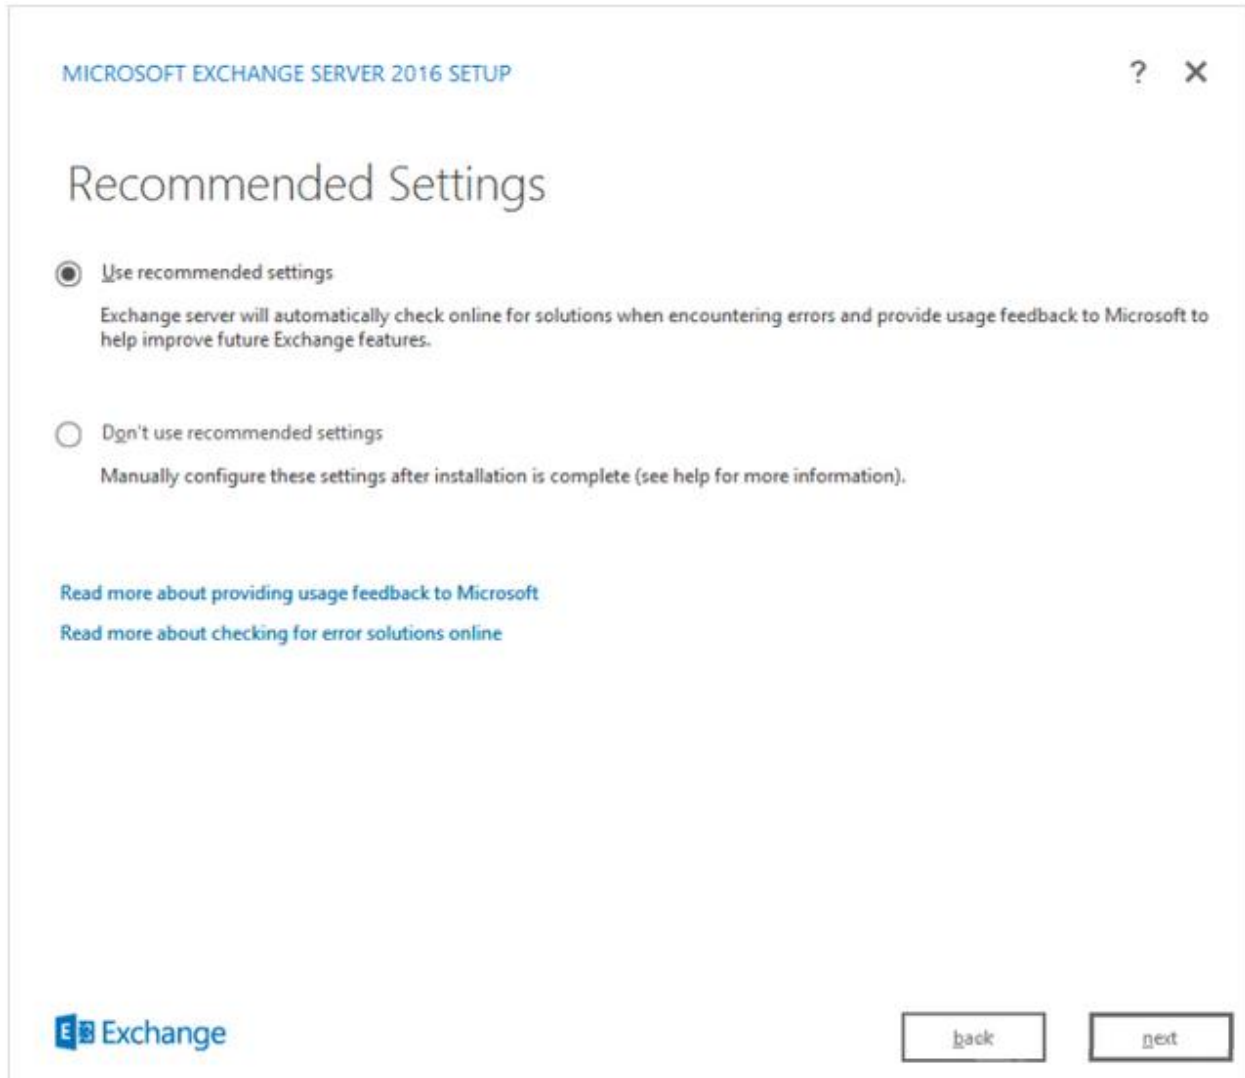 MICROSOFT EXCHANGE SERVER 2016 SETUP ? ✕
Recommended Settings
Use recommended settings
Exchange server will automatically check online for solutions when encountering errors and provide usage feedback to Microsoft to
help improve future Exchange features.
Don't use recommended settings
Manually configure these settings after installation is complete (see help for more information).
Read more about providing usage feedback to Microsoft
Read more about checking for error solutions online
E Exchange
back next